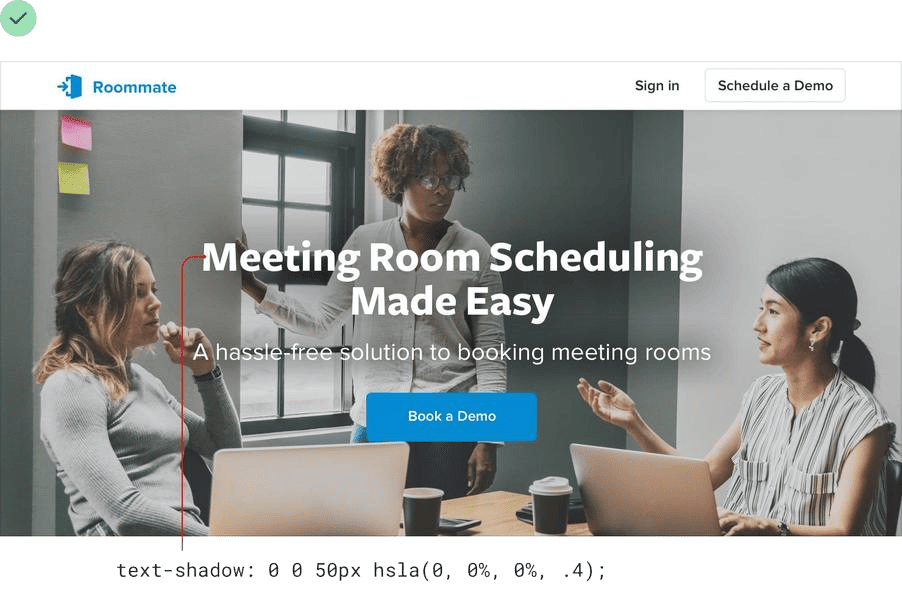 Roommate
Sign in
Schedule a Demo
Meeting Room Scheduling
Made Easy
A hassle-free solution to booking meeting rooms
Book a Demo
text-shadow: 0 0 50px hsla(0, 0%, 0%, .4);